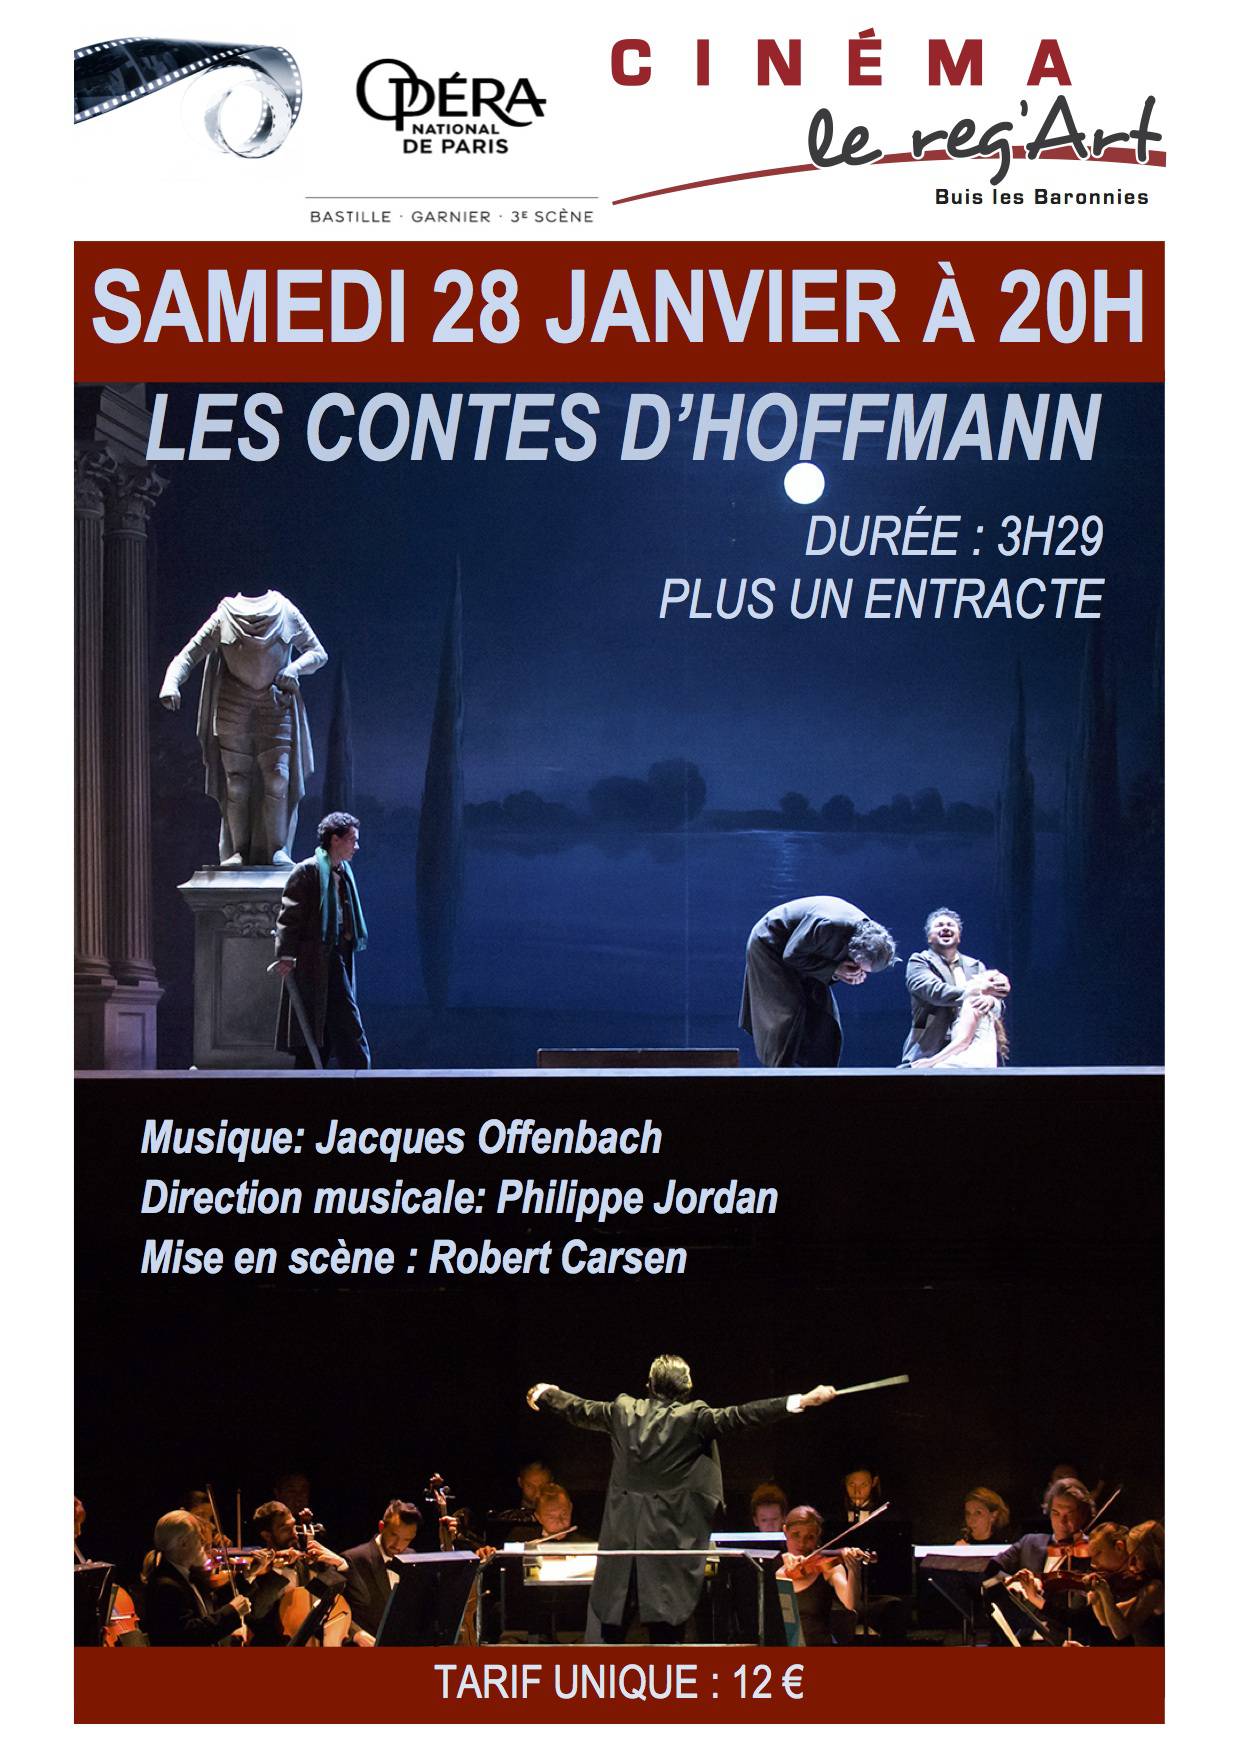 OPÉRA
NATIONAL
DE PARIS
BASTILLE · GARNIER · 3E SCÈNE
CINÉMA
le reg'Art
Buis les Baronnies
SAMEDI 28 JANVIER À 20H
LES CONTES D'HOFFMANN
DURÉE : 3H29
PLUS UN ENTRACTE
Musique: Jacques Offenbach
Direction musicale: Philippe Jordan
Mise en scène : Robert Carsen
TARIF UNIQUE : 12 €